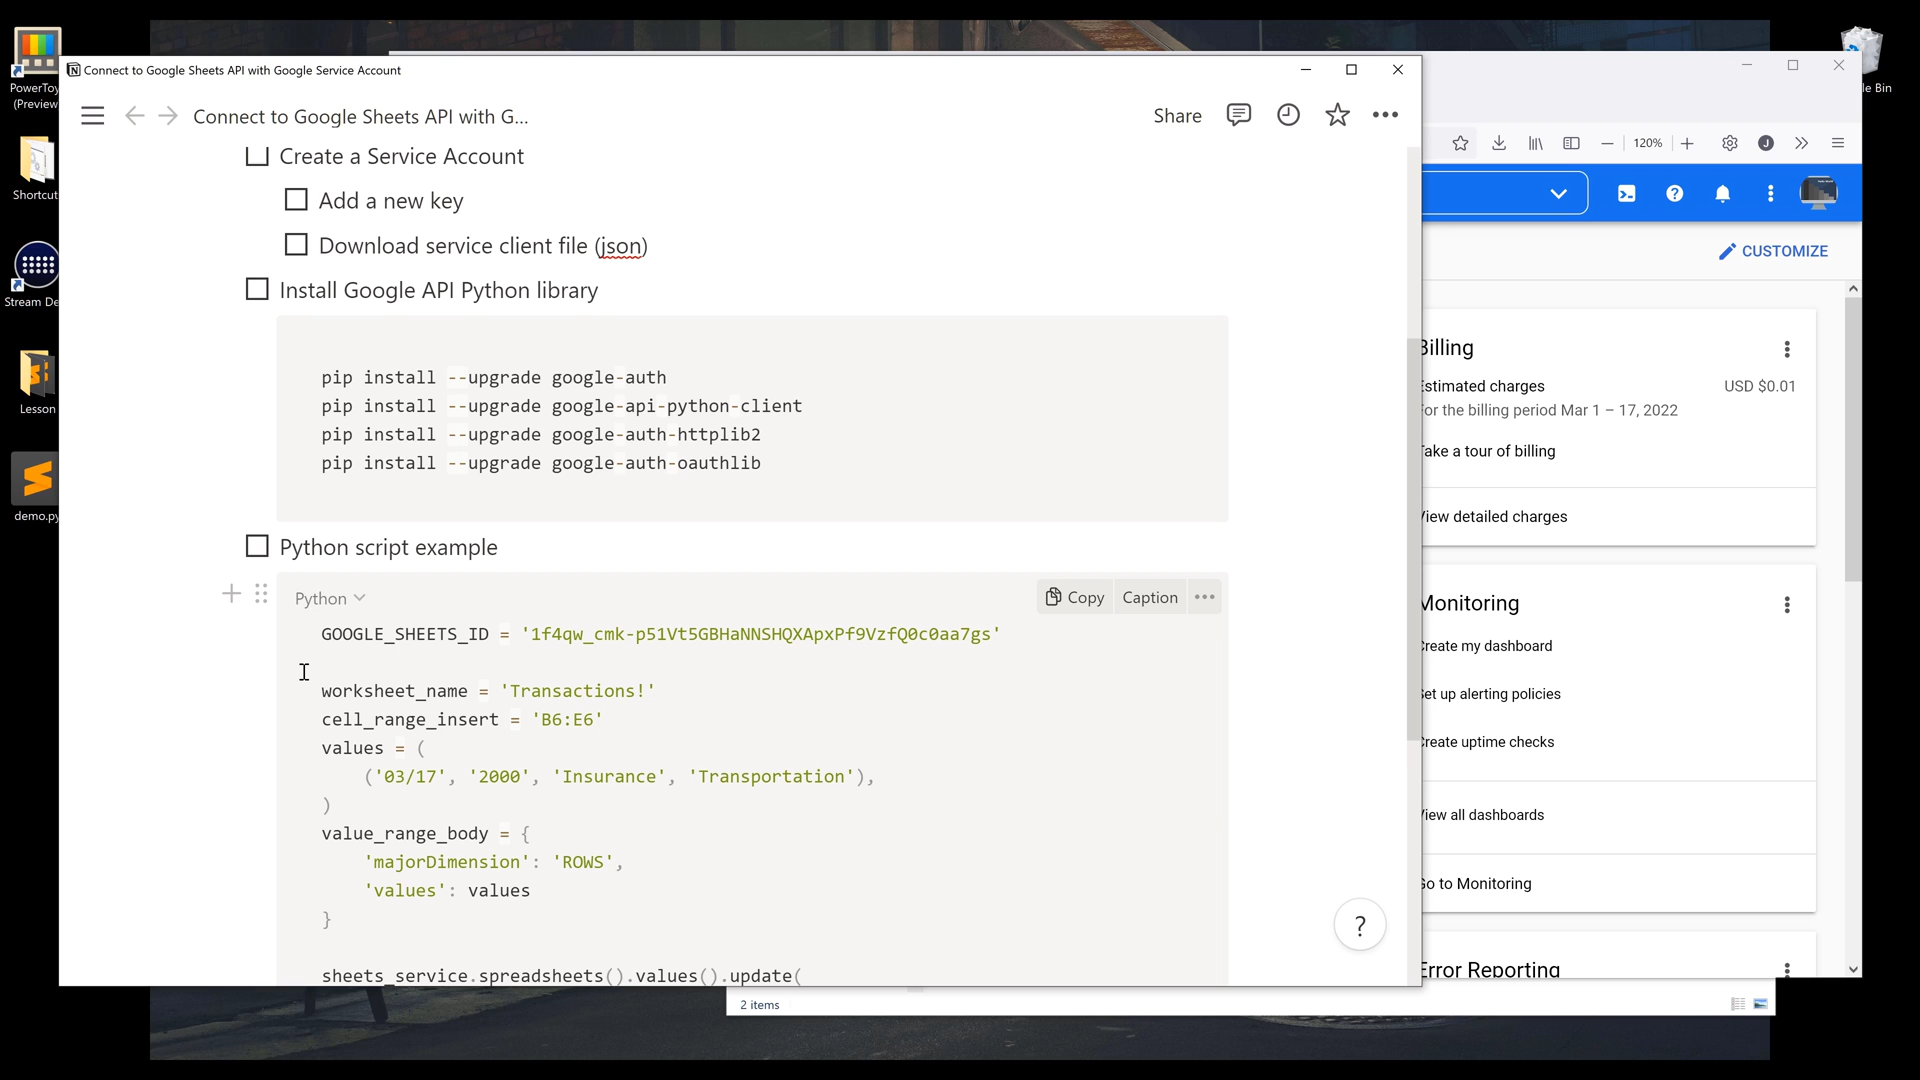 PowerToy
(Preview
Shortcut
Stream De
Lesson
demo.py
Connect to Google Sheets API with Google Service Account
Connect to Google Sheets API with G...
Share
Create a Service Account
Add a new key
Download service client file (json)
Install Google API Python library
pip install --upgrade google-auth
pip install --upgrade google-api-python-client
pip install --upgrade google-auth-httplib2
pip install --upgrade google-auth-oauthlib
Python script example
Python
Copy
Caption
GOOGLE_SHEETS_ID = '1f4qw_cmk-p51Vt5GBHaNNSHQXApxPf9VzfQ0c0aa7gs'
worksheet_name = 'Transactions!'
cell_range_insert = 'B6:E6'
values = (
('03/17', '2000', 'Insurance', 'Transportation'),
)
value_range_body = {
'majorDimension': 'ROWS',
'values': values
}
sheets_service.spreadsheets().values().update(
?
le Bin
120%
J
CUSTOMIZE
Billing
Estimated charges
USD $0.01
For the billing period Mar 1 – 17, 2022
Take a tour of billing
View detailed charges
Monitoring
Create my dashboard
Set up alerting policies
Create uptime checks
View all dashboards
Go to Monitoring
Error Reporting
2 items